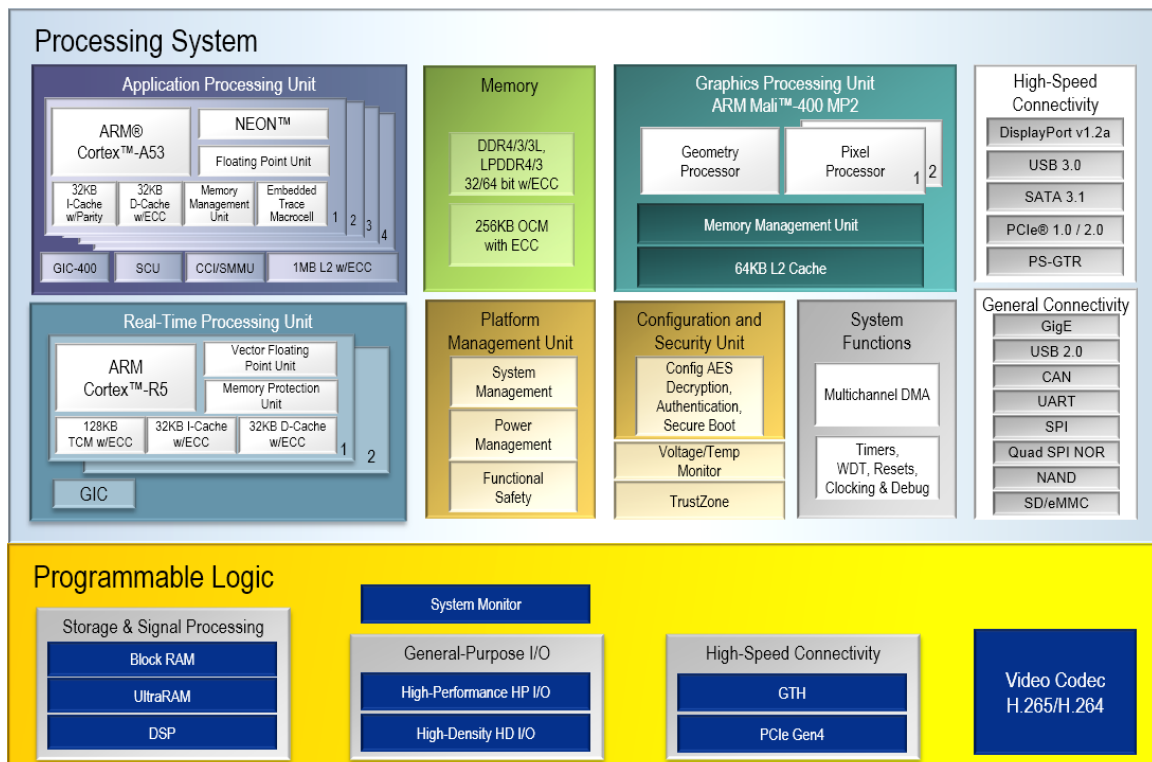 Processing System
Application Processing Unit
ARM®
Cortex™-A53
NEON™
Floating Point Unit
32KB
I-Cache
w/Parity
32KB
D-Cache
w/ECC
Memory
Management
Unit
Embedded
Trace
Macrocell
1
2
3
4
GIC-400
SCU
CCI/SMMU
1MB L2 w/ECC
Memory
DDR4/3/3L,
LPDDR4/3
32/64 bit w/ECC
256KB OCM
with ECC
Graphics Processing Unit
ARM Mali™-400 MP2
Geometry
Processor
Pixel
Processor
1
2
Memory Management Unit
64KB L2 Cache
High-Speed
Connectivity
DisplayPort v1.2a
USB 3.0
SATA 3.1
PCIe® 1.0 / 2.0
PS-GTR
Real-Time Processing Unit
ARM
Cortex™-R5
Vector Floating
Point Unit
Memory Protection
Unit
128KB
TCM w/ECC
32KB I-Cache
w/ECC
32KB D-Cache
w/ECC
1
2
GIC
Platform
Management Unit
System
Management
Power
Management
Functional
Safety
Configuration and
Security Unit
Config AES
Decryption,
Authentication,
Secure Boot
Voltage/Temp
Monitor
TrustZone
System
Functions
Multichannel DMA
Timers,
WDT, Resets,
Clocking & Debug
General Connectivity
GigE
USB 2.0
CAN
UART
SPI
Quad SPI NOR
NAND
SD/eMMC
Programmable Logic
Storage & Signal Processing
Block RAM
UltraRAM
DSP
System Monitor
General-Purpose I/O
High-Performance HP I/O
High-Density HD I/O
High-Speed Connectivity
GTH
PCIe Gen4
Video Codec
H.265/H.264